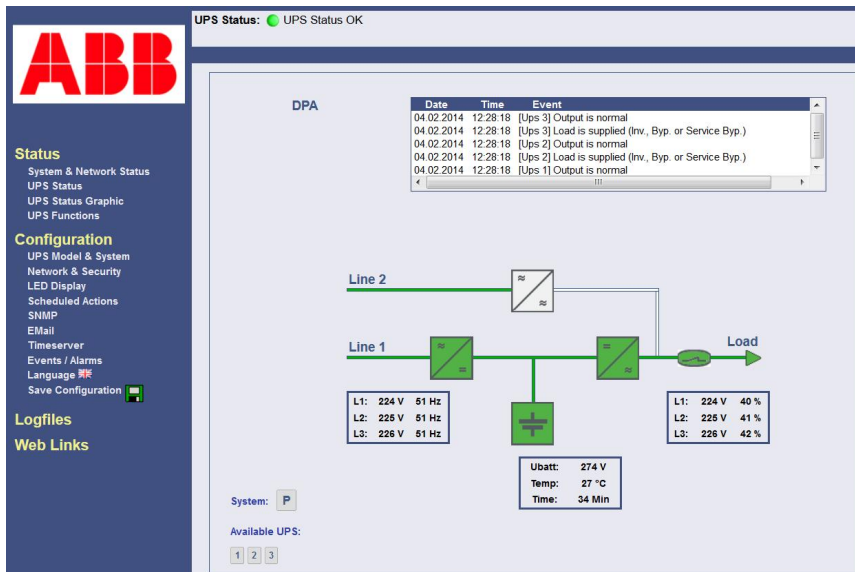 UPS Status: UPS Status OK
ABB
Status
System & Network Status
UPS Status
UPS Status Graphic
UPS Functions
Configuration
UPS Model & System
Network & Security
LED Display
Scheduled Actions
SNMP
EMail
Timeserver
Events / Alarms
Language
Save Configuration
Logfiles
Web Links
DPA
Date Time Event
04.02.2014 12:28:18 [Ups 3] Output is normal
04.02.2014 12:28:18 [Ups 3] Load is supplied (Inv., Byp. or Service Byp.)
04.02.2014 12:28:18 [Ups 2] Output is normal
04.02.2014 12:28:18 [Ups 2] Load is supplied (Inv., Byp. or Service Byp.)
04.02.2014 12:28:18 [Ups 1] Output is normal
Line 2
Line 1
Load
L1: 224 V 51 Hz
L2: 225 V 51 Hz
L3: 226 V 51 Hz
L1: 224 V 40 %
L2: 225 V 41 %
L3: 226 V 42 %
Ubatt: 274 V
Temp: 27 °C
Time: 34 Min
System: P
Available UPS:
1 2 3